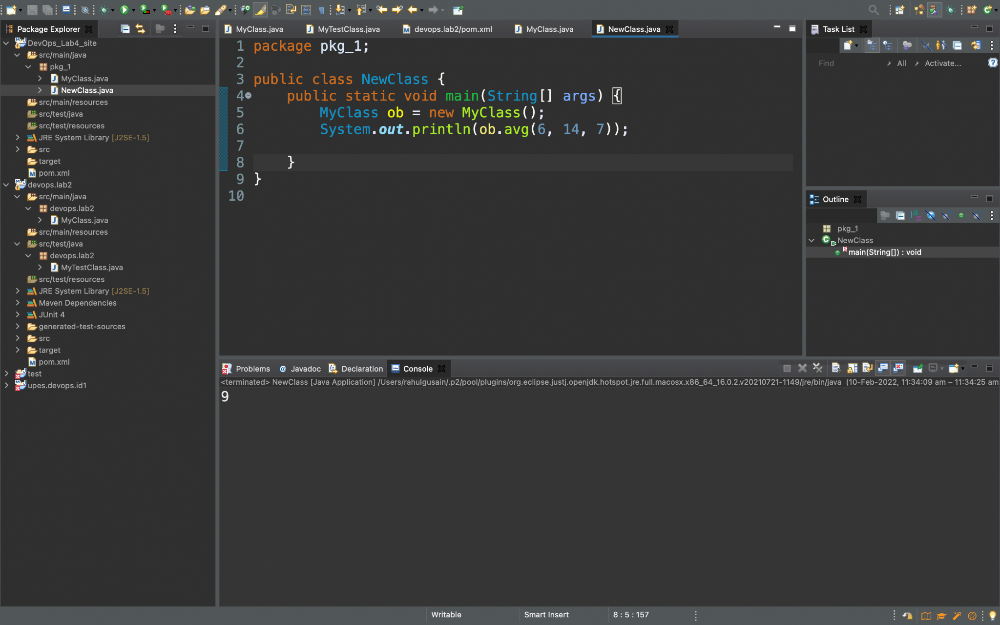 Package Explorer
DevOps_Lab4_site
src/main/java
pkg_1
MyClass.java
NewClass.java
src/main/resources
src/test/java
src/test/resources
JRE System Library [J2SE-1.5]
src
target
pom.xml
devops.lab2
src/main/java
devops.lab2
MyClass.java
src/main/resources
src/test/java
devops.lab2
MyTestClass.java
src/test/resources
JRE System Library [J2SE-1.5]
Maven Dependencies
JUnit 4
generated-test-sources
src
target
pom.xml
test
upes.devops.id1
MyClass.java MyTestClass.java devops.lab2/pom.xml MyClass.java NewClass.java
1 package pkg_1;
2
3 public class NewClass {
4 public static void main(String[] args) {
5 MyClass ob = new MyClass();
6 System.out.println(ob.avg(6, 14, 7));
7
8 }
9 }
10
Task List
Find All Activate...
Outline
pkg_1
NewClass
main(String[]) : void
Problems @ Javadoc Declaration Console
<terminated> NewClass [Java Application] /Users/rahulgusain/.p2/pool/plugins/org.eclipse.justj.openjdk.hotspot.jre.full.macosx.x86_64_16.0.2.v20210721-1149/jre/bin/java (10-Feb-2022, 11:34:09 am – 11:34:25 am
9
Writable Smart Insert 8 : 5 : 157